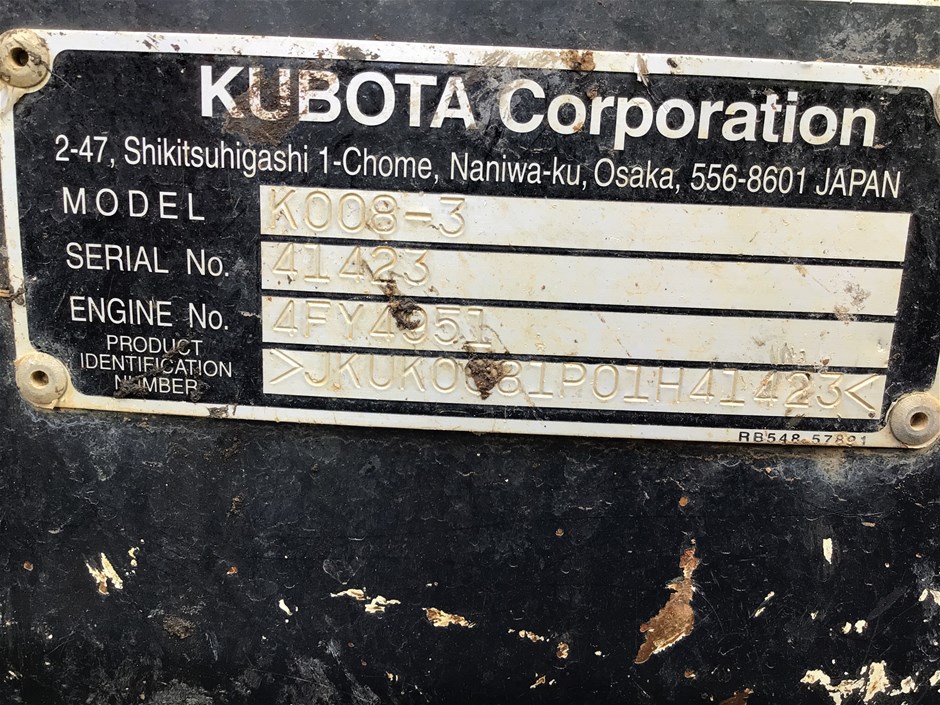 KUBOTA Corporation
2-47, Shikitsuhigashi 1-Chome, Naniwa-ku, Osaka, 556-8601 JAPAN
MODEL K008-3
SERIAL No. 41423
ENGINE No. 4FY4951
PRODUCT
IDENTIFICATION
NUMBER >JKUK0081P01H41423<
RB548-57891